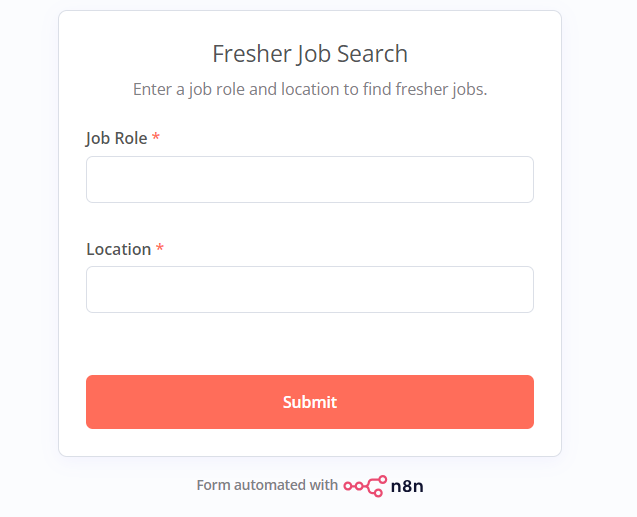 Fresher Job Search
Enter a job role and location to find fresher jobs.
Job Role *
Location *
Submit
Form automated with n8n